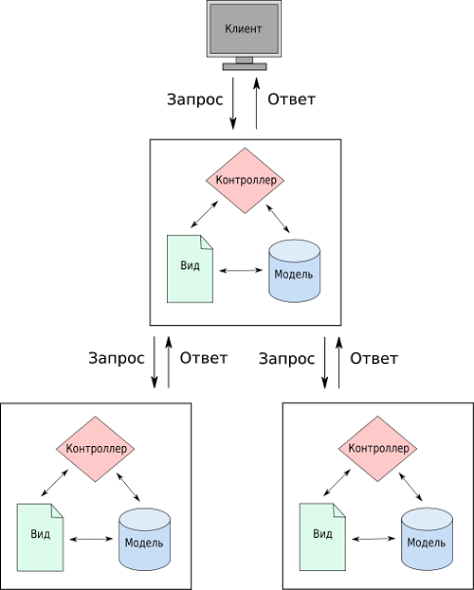 Клиент
Запрос Ответ
Контроллер
Вид
Модель
Запрос Ответ Запрос Ответ
Контроллер
Вид
Модель
Контроллер
Вид
Модель